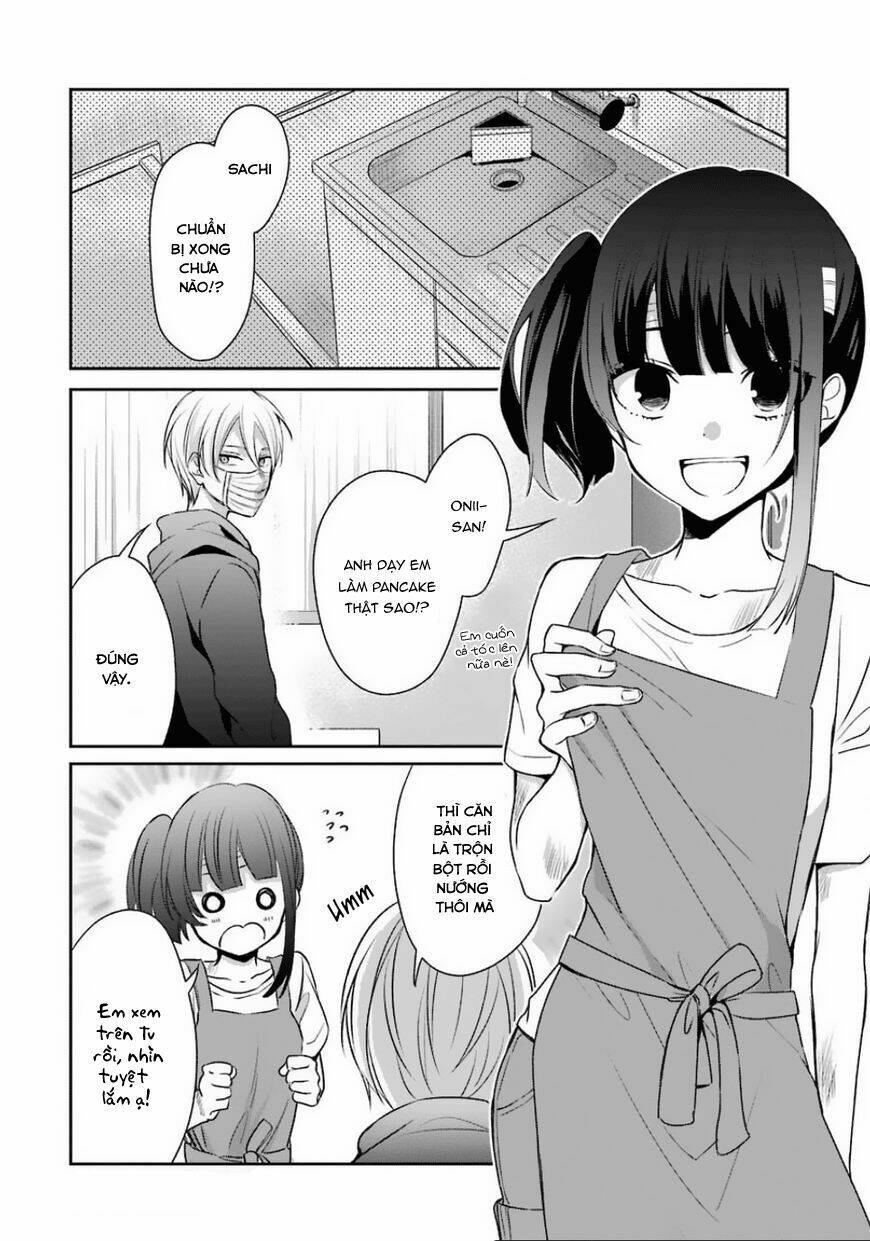 SACHI
CHUẨN
BỊ XONG
CHƯA
NÀO!?
ONII-
SAN!
ANH DẠY EM
LÀM PANCAKE
THẬT SAO!?
Em cuốn
cả tóc lên
nữa nè!
ĐÚNG
VẬY.
THÌ CĂN
BẢN CHỈ
LÀ TRỘN
BỘT RỒI
NƯỚNG
THÔI MÀ
Umm
Em xem
trên tv
rồi, nhìn
tuyệt
lắm ạ!